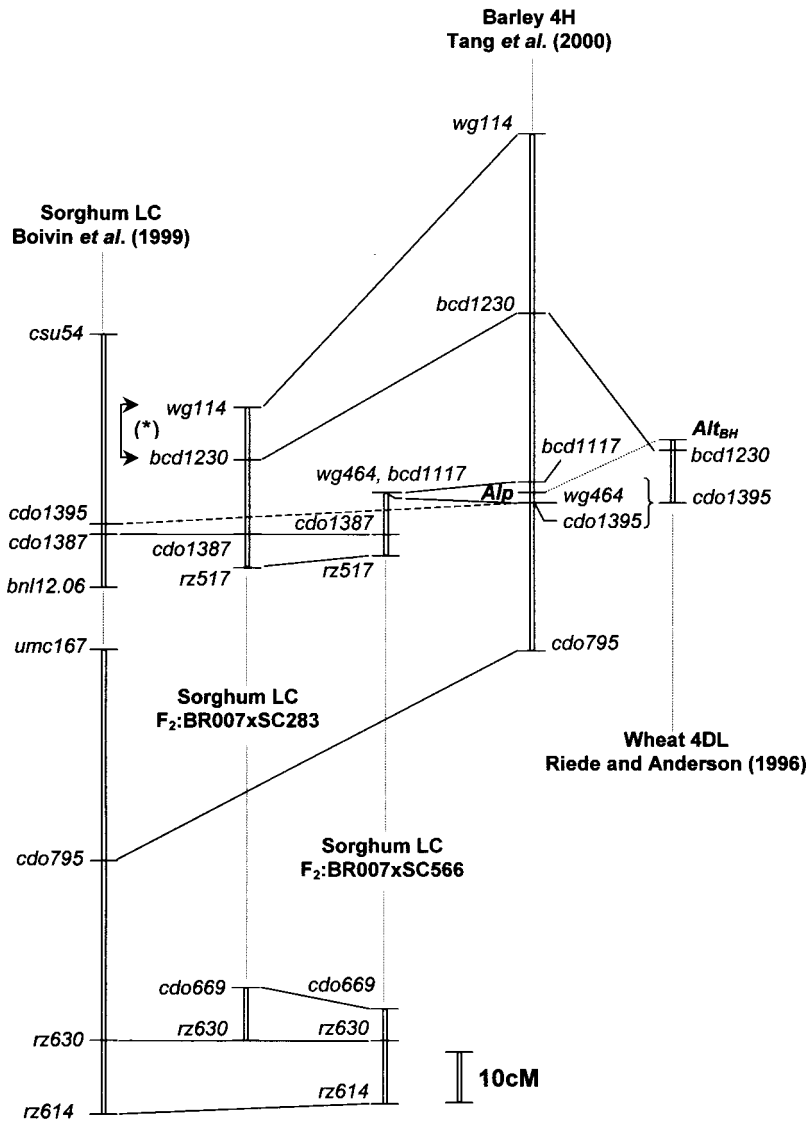 Barley 4H
Tang et al. (2000)
wg114
Sorghum LC
Boivin et al. (1999)
bcd1230
csu54
wg114
(*)
Alt_BH
bcd1230
bcd1230
wg464, bcd1117
bcd1117
Alp
wg464
cdo1395
cdo1395
cdo1395
cdo1387
cdo1387
cdo1387
rz517
rz517
bnl12.06
umc167
cdo795
Sorghum LC
F₂:BR007xSC283
Wheat 4DL
Riede and Anderson (1996)
Sorghum LC
F₂:BR007xSC566
cdo795
cdo669
cdo669
rz630
rz630
rz630
10cM
rz614
rz614